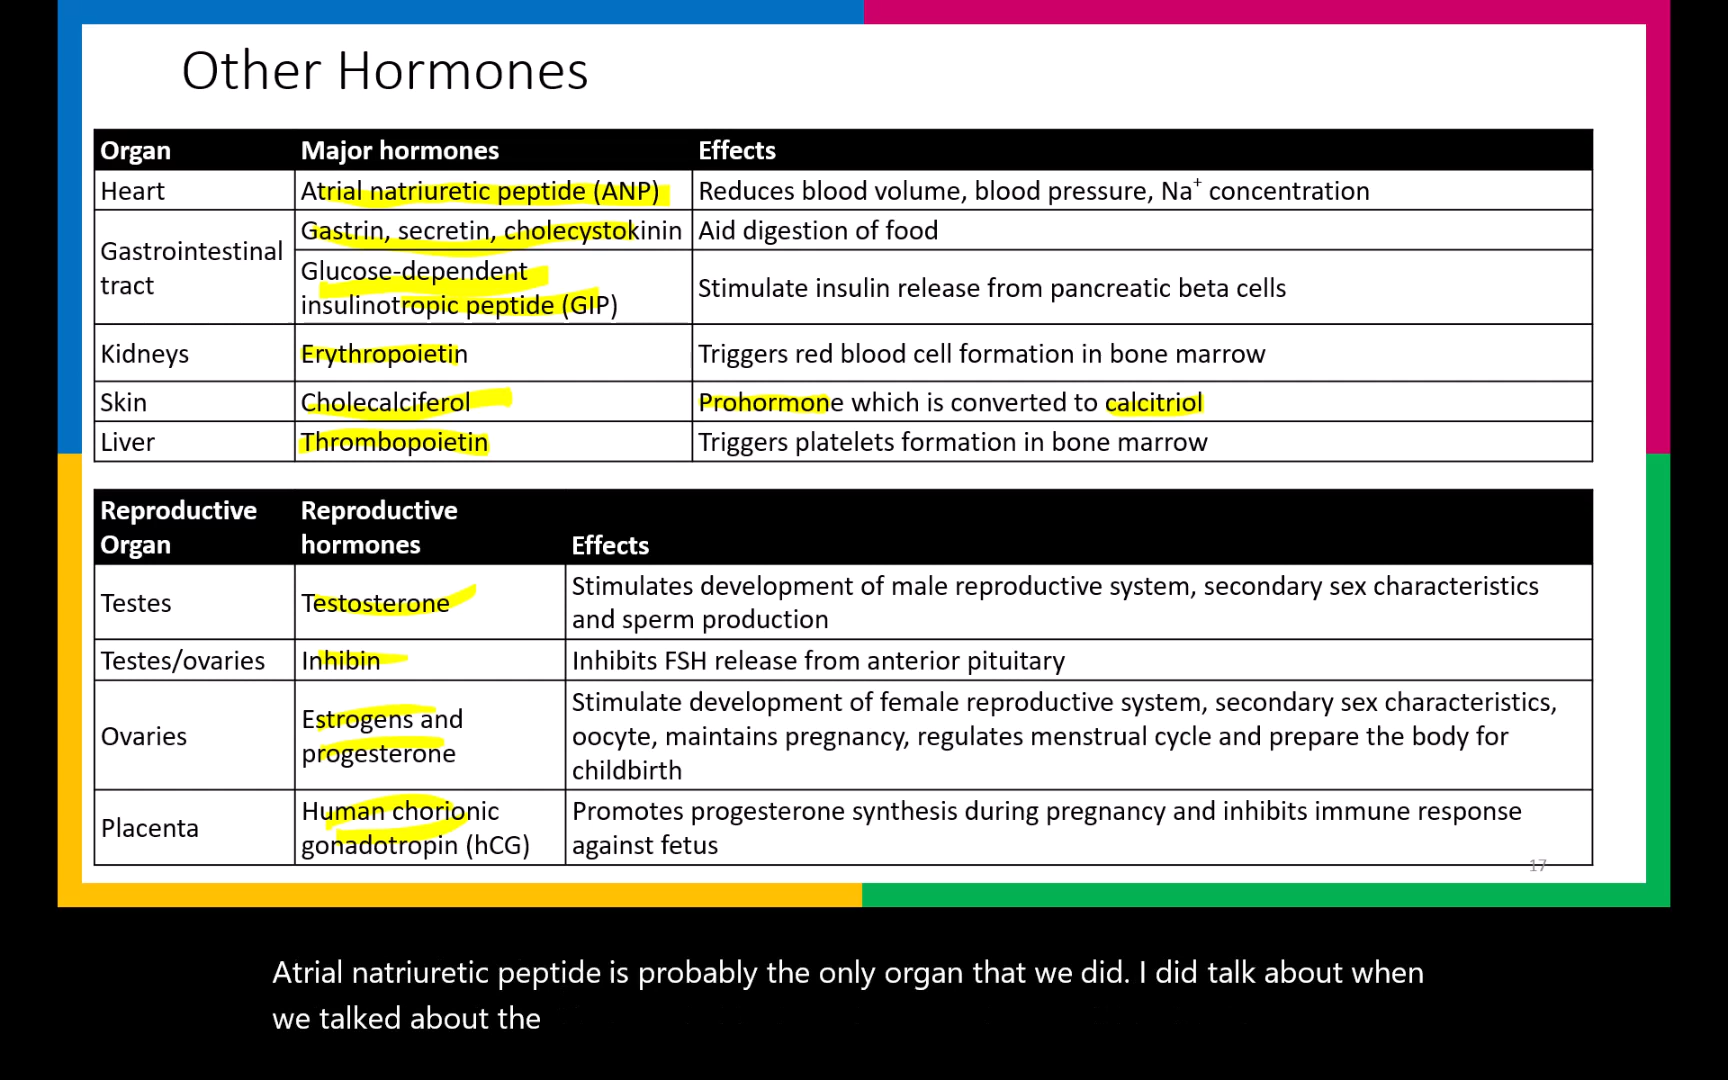 Other Hormones
Organ Major hormones Effects
Heart Atrial natriuretic peptide (ANP) Reduces blood volume, blood pressure, Na⁺ concentration
Gastrointestinal
tract
Gastrin, secretin, cholecystokinin Aid digestion of food
Glucose-dependent
insulinotropic peptide (GIP)
Stimulate insulin release from pancreatic beta cells
Kidneys Erythropoietin Triggers red blood cell formation in bone marrow
Skin Cholecalciferol Prohormone which is converted to calcitriol
Liver Thrombopoietin Triggers platelets formation in bone marrow
Reproductive
Organ
Reproductive
hormones
Effects
Testes Testosterone
Stimulates development of male reproductive system, secondary sex characteristics
and sperm production
Testes/ovaries Inhibin Inhibits FSH release from anterior pituitary
Ovaries
Estrogens and
progesterone
Stimulate development of female reproductive system, secondary sex characteristics,
oocyte, maintains pregnancy, regulates menstrual cycle and prepare the body for
childbirth
Placenta
Human chorionic
gonadotropin (hCG)
Promotes progesterone synthesis during pregnancy and inhibits immune response
against fetus
17
Atrial natriuretic peptide is probably the only organ that we did. I did talk about when
we talked about the